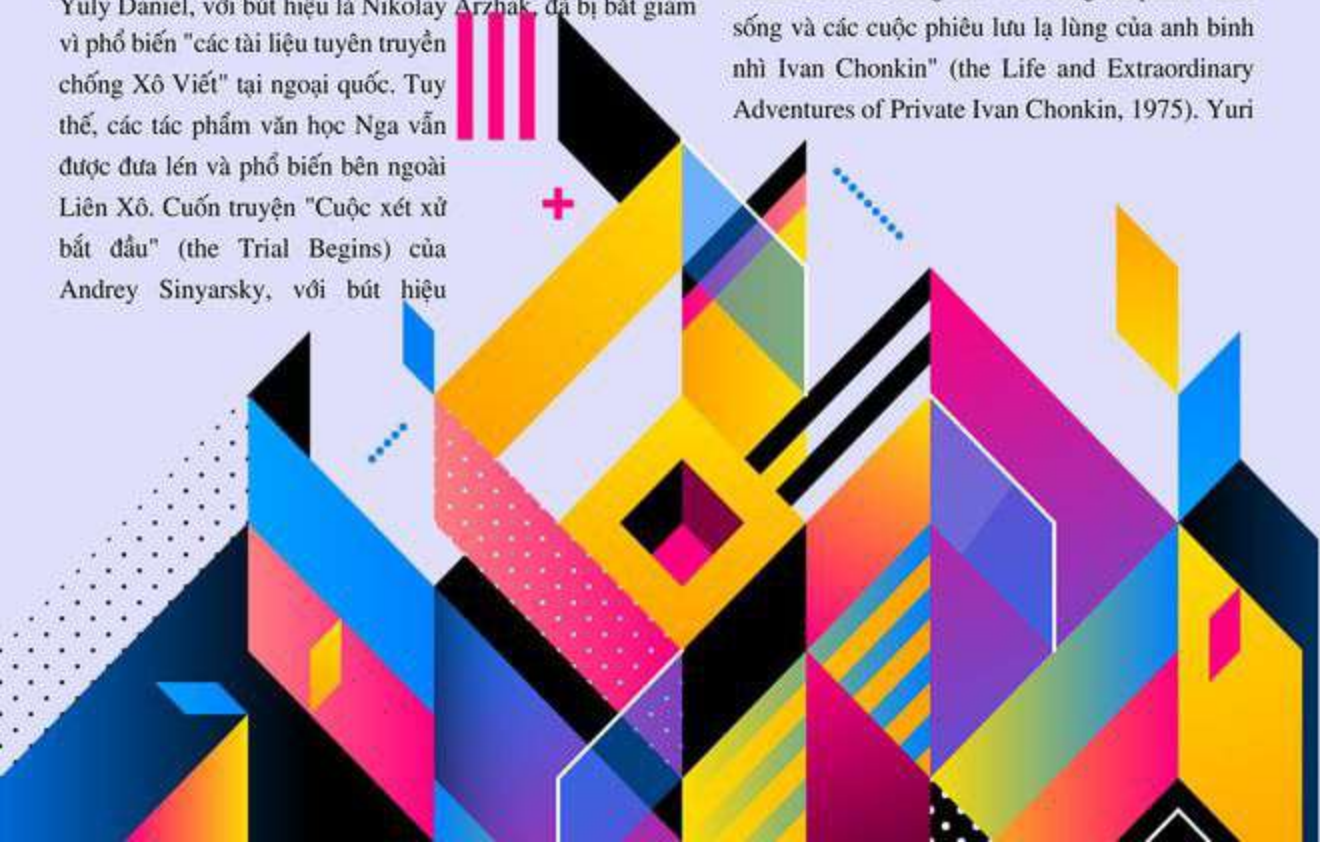 Yuly Daniel, với bút hiệu là Nikolay Arzhak, đã bị bắt giam
vì phổ biến "các tài liệu tuyên truyền
chống Xô Viết" tại ngoại quốc. Tuy
thế, các tác phẩm văn học Nga vẫn
được đưa lén và phổ biến bên ngoài
Liên Xô. Cuốn truyện "Cuộc xét xử
bắt đầu" (the Trial Begins) của
Andrey Sinyarsky, với bút hiệu
sống và các cuộc phiêu lưu lạ lùng của anh binh
nhì Ivan Chonkin" (the Life and Extraordinary
Adventures of Private Ivan Chonkin, 1975). Yuri